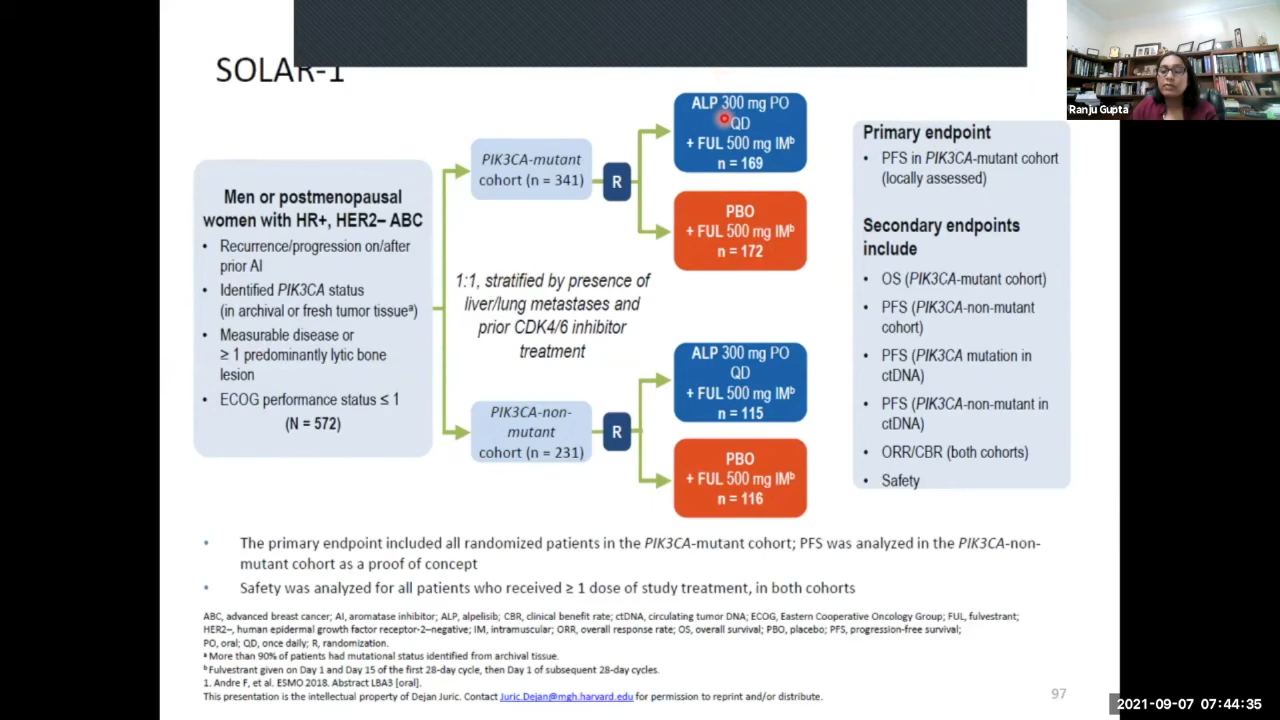 SOLAR-1
Ranju Gupta
Men or postmenopausal
women with HR+, HER2– ABC
• Recurrence/progression on/after
prior AI
• Identified PIK3CA status
(in archival or fresh tumor tissueª)
• Measurable disease or
≥ 1 predominantly lytic bone
lesion
• ECOG performance status ≤ 1
(N = 572)
PIK3CA-mutant
cohort (n = 341)
R
ALP 300 mg PO
QD
+ FUL 500 mg IMᵇ
n = 169
PBO
+ FUL 500 mg IMᵇ
n = 172
1:1, stratified by presence of
liver/lung metastases and
prior CDK4/6 inhibitor
treatment
PIK3CA-non-
mutant
cohort (n = 231)
R
ALP 300 mg PO
QD
+ FUL 500 mg IMᵇ
n = 115
PBO
+ FUL 500 mg IMᵇ
n = 116
Primary endpoint
• PFS in PIK3CA-mutant cohort
(locally assessed)
Secondary endpoints
include
• OS (PIK3CA-mutant cohort)
• PFS (PIK3CA-non-mutant
cohort)
• PFS (PIK3CA mutation in
ctDNA)
• PFS (PIK3CA-non-mutant in
ctDNA)
• ORR/CBR (both cohorts)
• Safety
• The primary endpoint included all randomized patients in the PIK3CA-mutant cohort; PFS was analyzed in the PIK3CA-non-
mutant cohort as a proof of concept
• Safety was analyzed for all patients who received ≥ 1 dose of study treatment, in both cohorts
ABC, advanced breast cancer; AI, aromatase inhibitor; ALP, alpelisib; CBR, clinical benefit rate; ctDNA, circulating tumor DNA; ECOG, Eastern Cooperative Oncology Group; FUL, fulvestrant;
HER2–, human epidermal growth factor receptor-2–negative; IM, intramuscular; ORR, overall response rate; OS, overall survival; PBO, placebo; PFS, progression-free survival;
PO, oral; QD, once daily; R, randomization.
ª More than 90% of patients had mutational status identified from archival tissue.
ᵇ Fulvestrant given on Day 1 and Day 15 of the first 28-day cycle, then Day 1 of subsequent 28-day cycles.
1. Andre F, et al. ESMO 2018. Abstract LBA3 [oral].
This presentation is the intellectual property of Dejan Juric. Contact Juric.Dejan@mgh.harvard.edu for permission to reprint and/or distribute.
97
2021-09-07 07:44:35